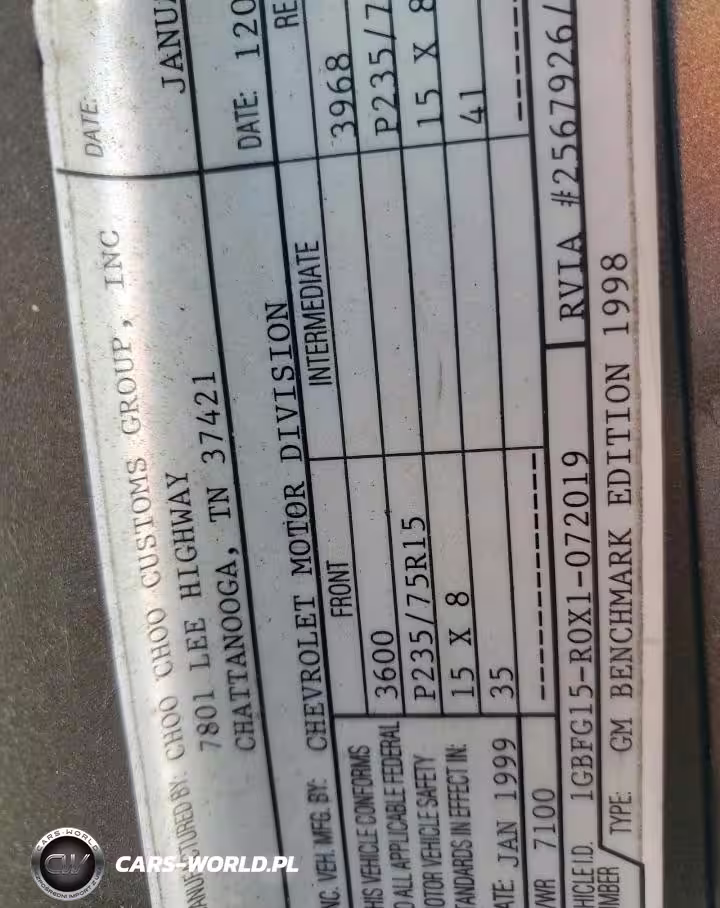 DATE:
JANU
MANUFACTURED BY: CHOO CHOO CUSTOMS GROUP, INC
7801 LEE HIGHWAY
CHATTANOOGA, TN 37421
DATE: 120
INC. VEH. MFG. BY: CHEVROLET MOTOR DIVISION
FRONT INTERMEDIATE RE
THIS VEHICLE CONFORMS 3600 3968
TO ALL APPLICABLE FEDERAL P235/75R15 P235/7
MOTOR VEHICLE SAFETY 15 X 8 15 X 8
STANDARDS IN EFFECT IN: 35 41
DATE: JAN 1999
GVWR 7100
VEHICLE I.D. 1GBFG15-R0X1-072019 RVIA #2567926/
NUMBER TYPE: GM BENCHMARK EDITION 1998
CARS-WORLD
CW
CARS-WORLD.PL